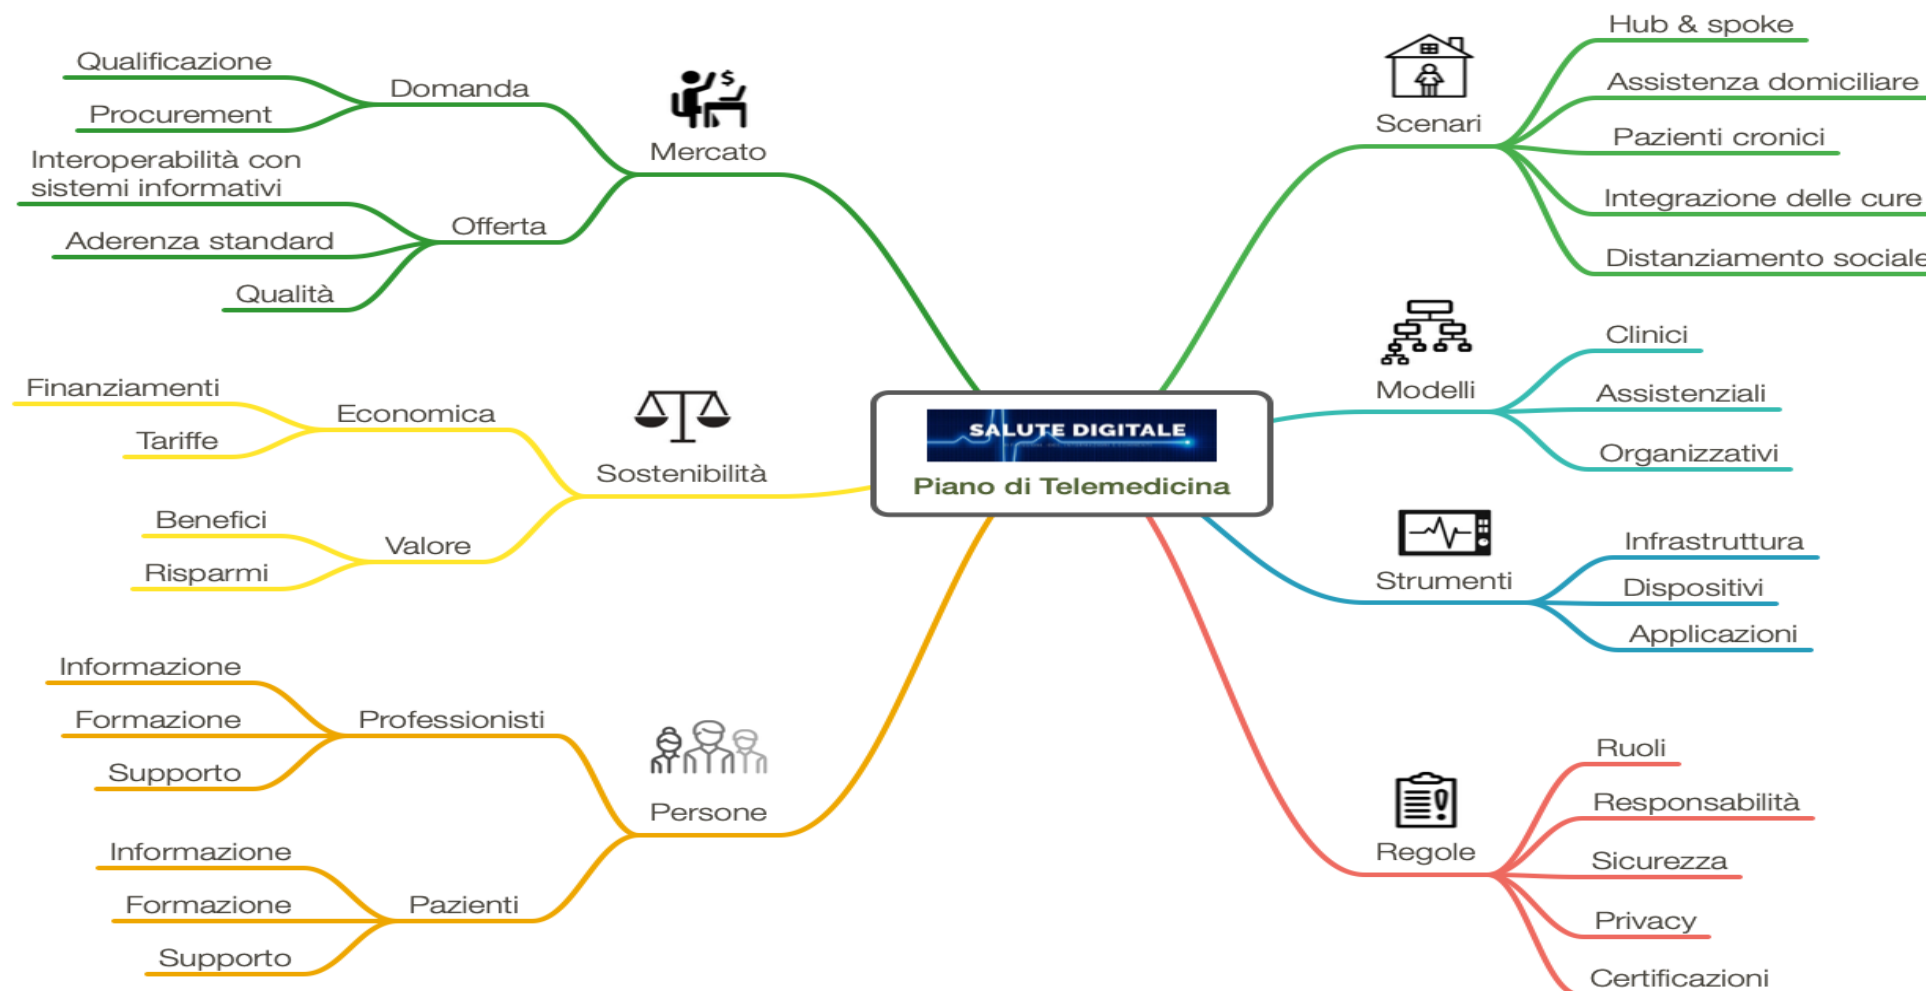 Qualificazione
Procurement
Domanda
Interoperabilità con
sistemi informativi
Aderenza standard
Qualità
Offerta
Mercato
Finanziamenti
Tariffe
Economica
Benefici
Risparmi
Valore
Sostenibilità
Informazione
Formazione
Supporto
Professionisti
Informazione
Formazione
Supporto
Pazienti
Persone
SALUTE DIGITALE
Piano di Telemedicina
Scenari
Hub & spoke
Assistenza domiciliare
Pazienti cronici
Integrazione delle cure
Distanziamento sociale
Modelli
Clinici
Assistenziali
Organizzativi
Strumenti
Infrastruttura
Dispositivi
Applicazioni
Regole
Ruoli
Responsabilità
Sicurezza
Privacy
Certificazioni
$